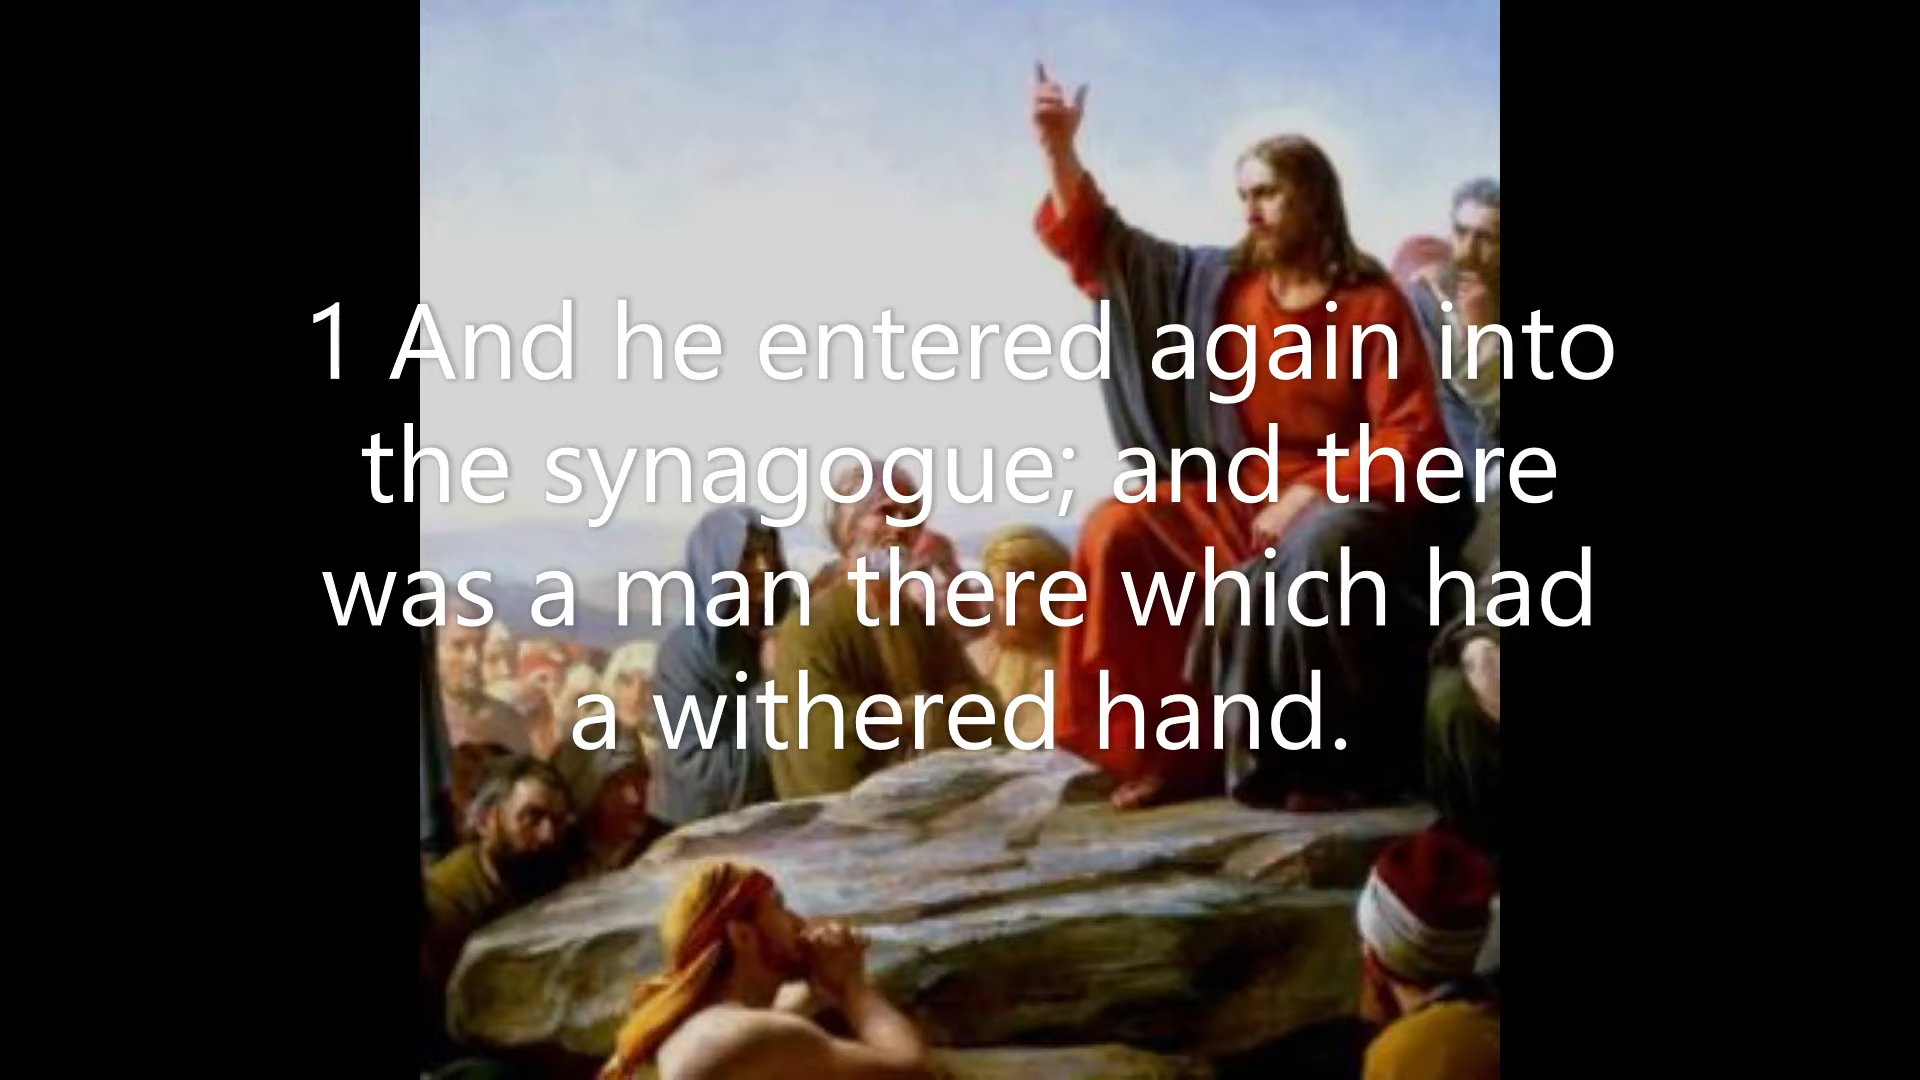 1 And he entered again into
the synagogue; and there
was a man there which had
a withered hand.